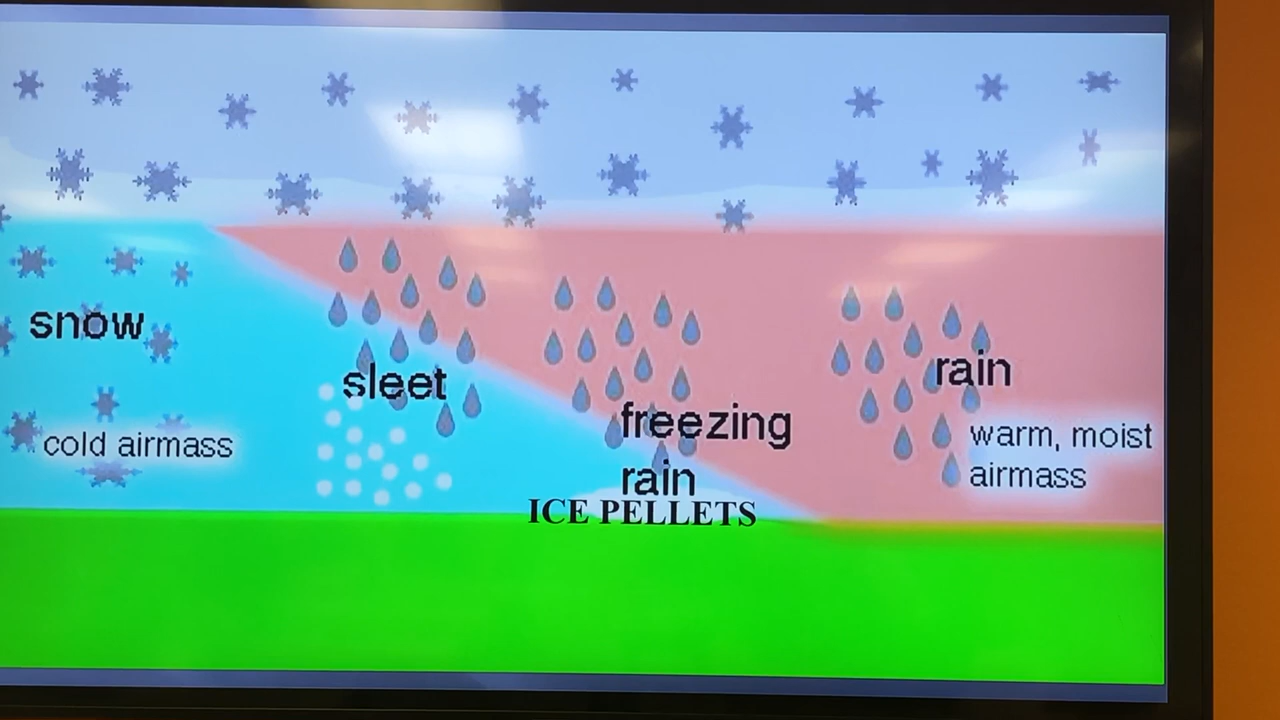 snow
cold airmass
sleet
freezing
rain
ICE PELLETS
rain
warm, moist
airmass